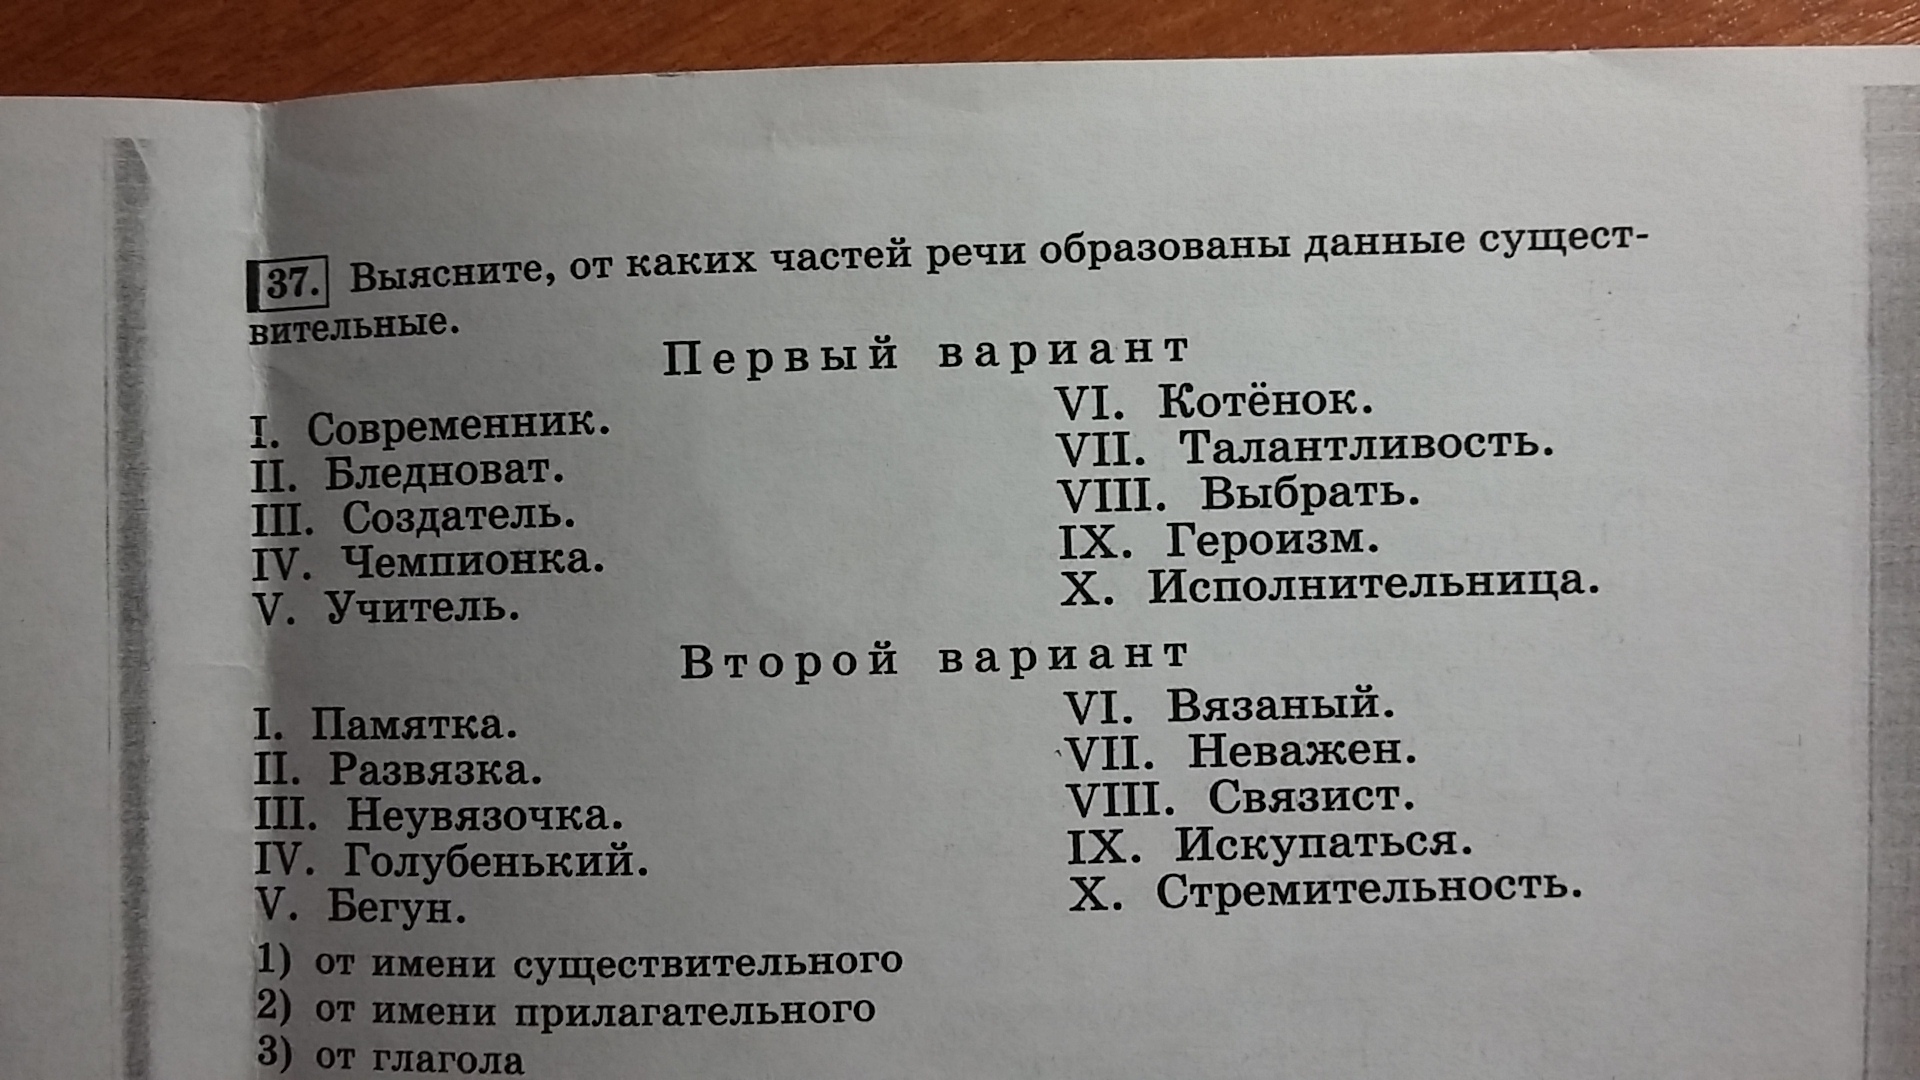 37. Выясните, от каких частей речи образованы данные сущест-
вительные.
Первый вариант
I. Современник.
II. Бледноват.
III. Создатель.
IV. Чемпионка.
V. Учитель.
VI. Котёнок.
VII. Талантливость.
VIII. Выбрать.
IX. Героизм.
X. Исполнительница.
Второй вариант
I. Памятка.
II. Развязка.
III. Неувязочка.
IV. Голубенький.
V. Бегун.
VI. Вязаный.
VII. Неважен.
VIII. Связист.
IX. Искупаться.
X. Стремительность.
1) от имени существительного
2) от имени прилагательного
3) от глагола